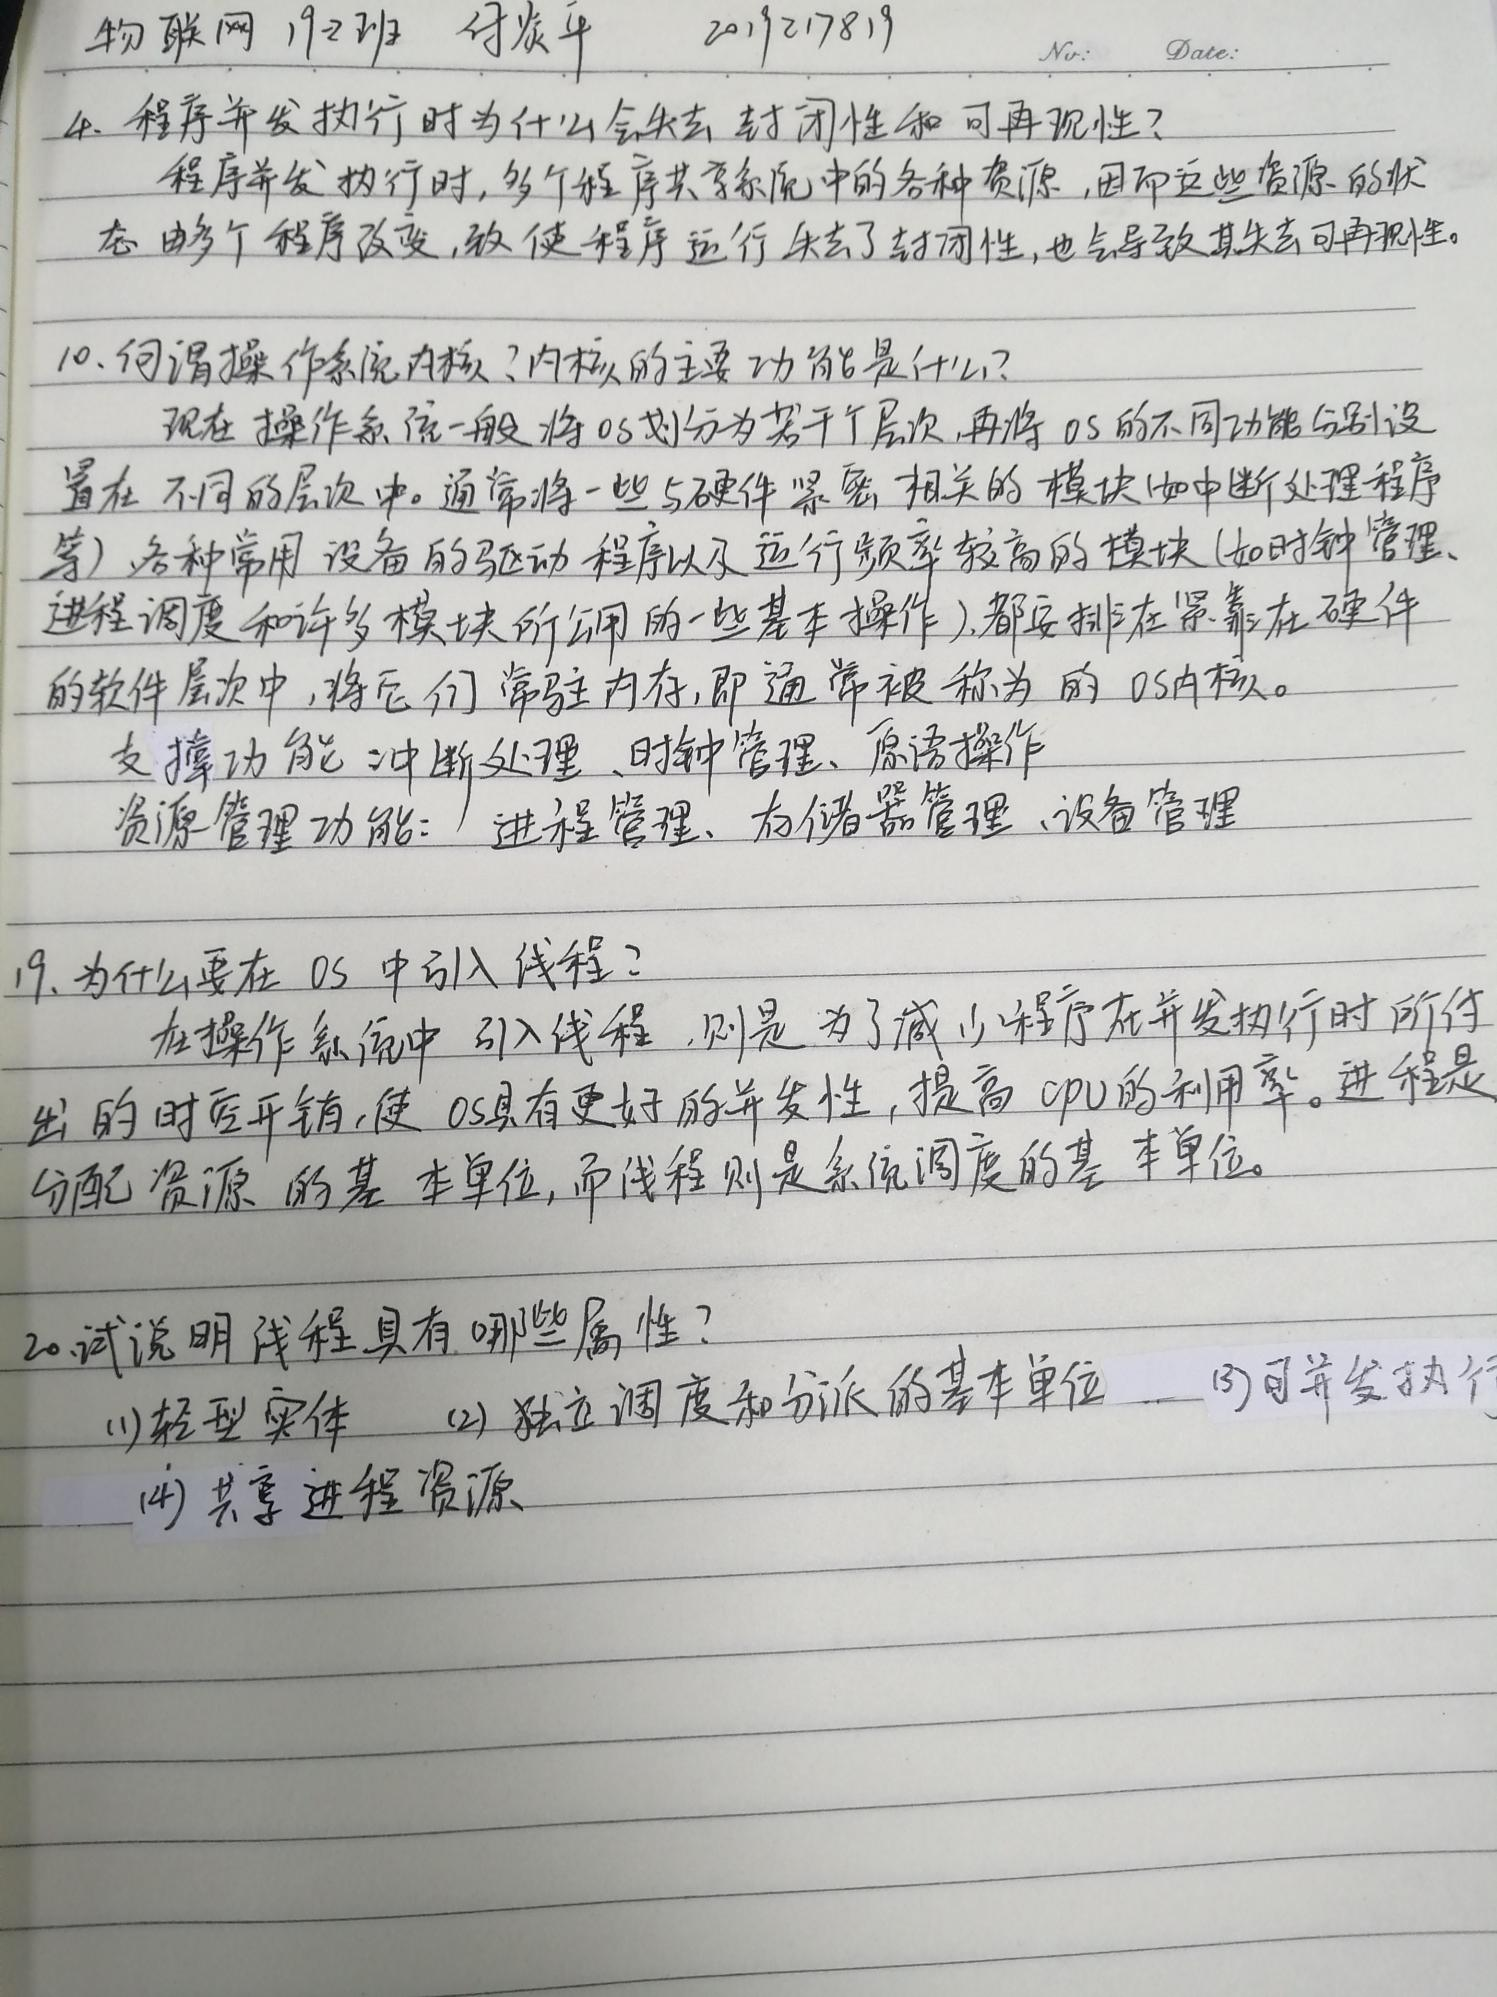 物联网 19-2班 付炎平 2019217819
No: Date:
4. 程序并发执行时为什么会失去封闭性和可再现性?
程序并发执行时,多个程序共享系统中的各种资源,因而这些资源的状
态由多个程序改变,致使程序运行失去了封闭性,也会导致其失去可再现性。
10.何谓操作系统内核?内核的主要功能是什么?
现在操作系统一般将OS划分为若干个层次,再将OS的不同功能分别设
置在不同的层次中。通常将一些与硬件紧密相关的模块(如中断处理程序
等)、各种常用设备的驱动程序以及运行频率较高的模块(如时钟管理、
进程调度和许多模块所公用的一些基本操作),都安排在紧靠在硬件
的软件层次中,将它们常驻内存,即通常被称为的OS内核。
支撑功能:中断处理、时钟管理、原语操作
资源管理功能:进程管理、存储器管理、设备管理
19.为什么要在OS中引入线程?
在操作系统中引入线程,则是为了减少程序在并发执行时所付
出的时空开销,使OS具有更好的并发性,提高CPU的利用率。进程是
分配资源的基本单位,而线程则是系统调度的基本单位。
20.试说明线程具有哪些属性?
(1)轻型实体 (2)独立调度和分派的基本单位 (3)可并发执行
(4)共享进程资源